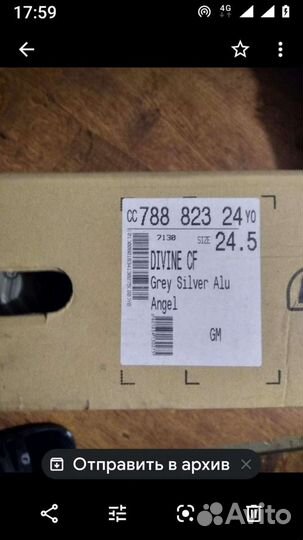 17:59
4G
CC 788 823 24 YO
7130 SIZE 24.5
DIVINE CF
Grey Silver Alu
Angel
GM
Отправить в архив
Avito